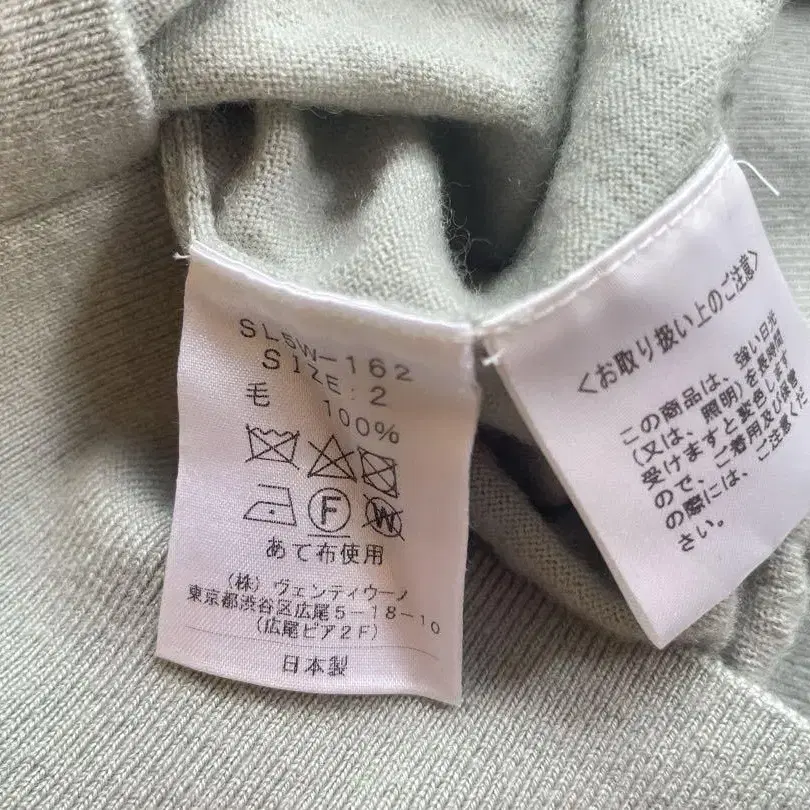 SL5W-162
SIZE:2
毛 100%
F W
あて布使用
(株) ヴェンティウーノ
東京都渋谷区広尾5-18-10
(広尾ピア2F)
日本製
〈お取り扱い上のご注意〉
この商品は、強い日光
(又は、照明)を長時間
受けますと変色します
ので、ご着用及び保管
の際には、ご注意くだ
さい。